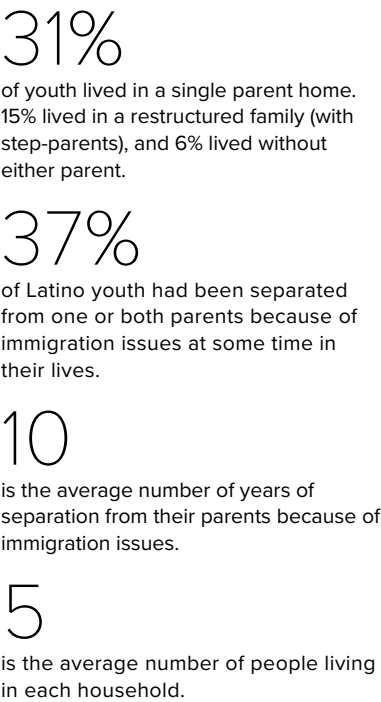 31%
of youth lived in a single parent home.
15% lived in a restructured family (with
step-parents), and 6% lived without
either parent.
37%
of Latino youth had been separated
from one or both parents because of
immigration issues at some time in
their lives.
10
is the average number of years of
separation from their parents because of
immigration issues.
5
is the average number of people living
in each household.